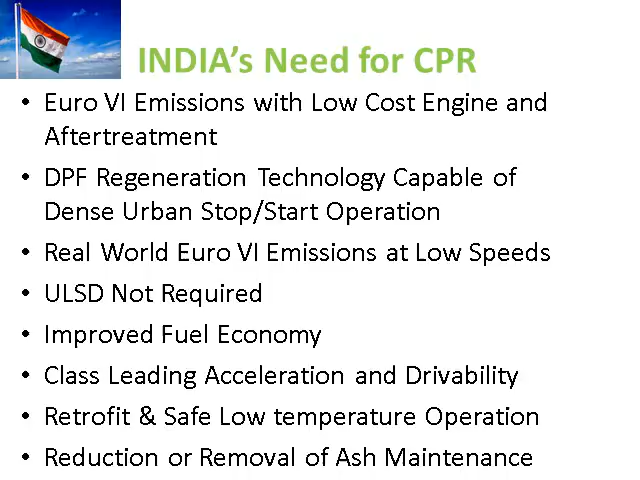 INDIA's Need for CPR
• Euro VI Emissions with Low Cost Engine and
Aftertreatment
• DPF Regeneration Technology Capable of
Dense Urban Stop/Start Operation
• Real World Euro VI Emissions at Low Speeds
• ULSD Not Required
• Improved Fuel Economy
• Class Leading Acceleration and Drivability
• Retrofit & Safe Low temperature Operation
• Reduction or Removal of Ash Maintenance